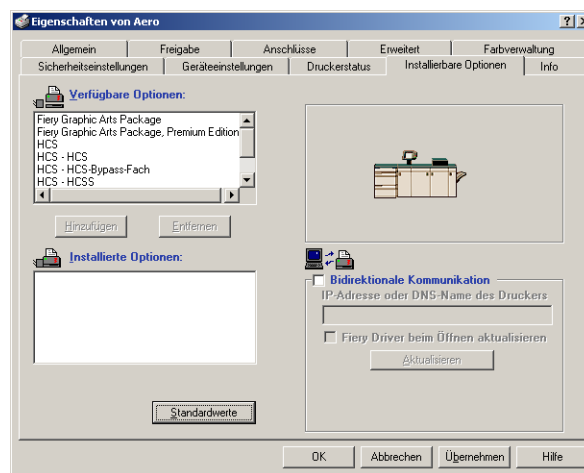 Eigenschaften von Aero
Allgemein Freigabe Anschlüsse Erweitert Farbverwaltung
Sicherheitseinstellungen Geräteeinstellungen Druckerstatus Installierbare Optionen Info
Verfügbare Optionen:
Fiery Graphic Arts Package
Fiery Graphic Arts Package, Premium Edition
HCS
HCS - HCS
HCS - HCS-Bypass-Fach
HCS - HCSS
Hinzufügen Entfernen
Installierte Optionen:
Bidirektionale Kommunikation
IP-Adresse oder DNS-Name des Druckers
Fiery Driver beim Öffnen aktualisieren
Aktualisieren
Standardwerte
OK Abbrechen Übernehmen Hilfe